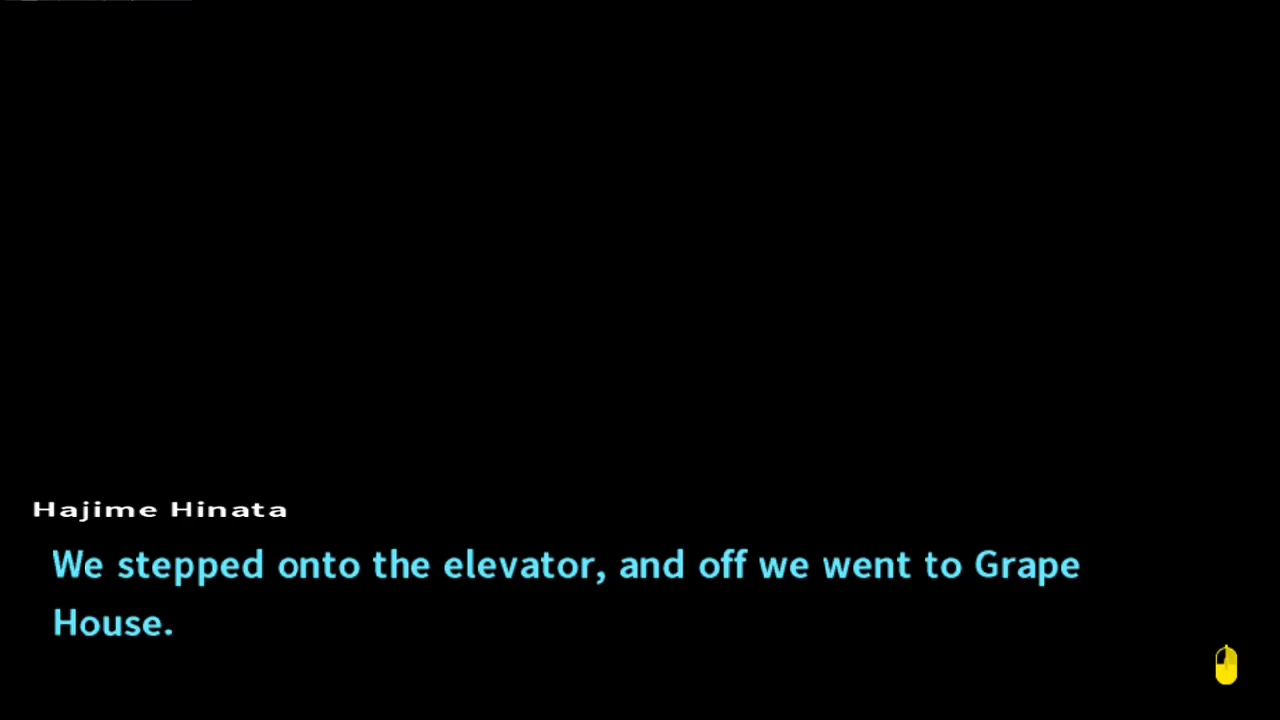 Hajime Hinata
We stepped onto the elevator, and off we went to Grape
House.